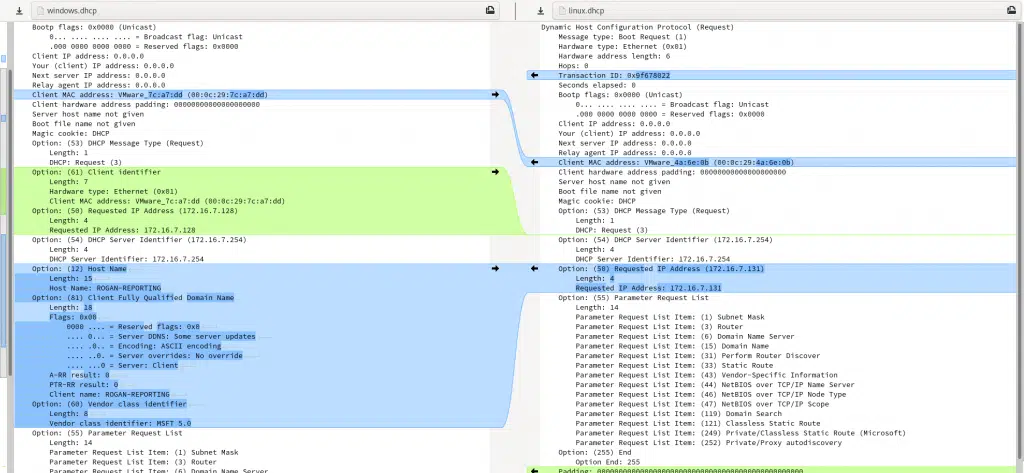 windows.dhcp
Bootp flags: 0x0000 (Unicast)
0... .... .... .... = Broadcast flag: Unicast
.000 0000 0000 0000 = Reserved flags: 0x0000
Client IP address: 0.0.0.0
Your (client) IP address: 0.0.0.0
Next server IP address: 0.0.0.0
Relay agent IP address: 0.0.0.0
Client MAC address: VMware_7c:a7:dd (00:0c:29:7c:a7:dd)
Client hardware address padding: 00000000000000000000
Server host name not given
Boot file name not given
Magic cookie: DHCP
Option: (53) DHCP Message Type (Request)
Length: 1
DHCP: Request (3)
Option: (61) Client identifier
Length: 7
Hardware type: Ethernet (0x01)
Client MAC address: VMware_7c:a7:dd (00:0c:29:7c:a7:dd)
Option: (50) Requested IP Address (172.16.7.128)
Length: 4
Requested IP Address: 172.16.7.128
Option: (54) DHCP Server Identifier (172.16.7.254)
Length: 4
DHCP Server Identifier: 172.16.7.254
Option: (12) Host Name
Length: 15
Host Name: ROGAN-REPORTING
Option: (81) Client Fully Qualified Domain Name
Length: 18
Flags: 0x00
0000 .... = Reserved flags: 0x0
.... 0... = Server DDNS: Some server updates
.... .0.. = Encoding: ASCII encoding
.... ..0. = Server overrides: No override
.... ...0 = Server: Client
A-RR result: 0
PTR-RR result: 0
Client name: ROGAN-REPORTING
Option: (60) Vendor class identifier
Length: 8
Vendor class identifier: MSFT 5.0
Option: (55) Parameter Request List
Length: 14
Parameter Request List Item: (1) Subnet Mask
Parameter Request List Item: (3) Router
Parameter Request List Item: (6) Domain Name Server
linux.dhcp
Dynamic Host Configuration Protocol (Request)
Message type: Boot Request (1)
Hardware type: Ethernet (0x01)
Hardware address length: 6
Hops: 0
Transaction ID: 0x9f678022
Seconds elapsed: 0
Bootp flags: 0x0000 (Unicast)
0... .... .... .... = Broadcast flag: Unicast
.000 0000 0000 0000 = Reserved flags: 0x0000
Client IP address: 0.0.0.0
Your (client) IP address: 0.0.0.0
Next server IP address: 0.0.0.0
Relay agent IP address: 0.0.0.0
Client MAC address: VMware_4a:6e:0b (00:0c:29:4a:6e:0b)
Client hardware address padding: 00000000000000000000
Server host name not given
Boot file name not given
Magic cookie: DHCP
Option: (53) DHCP Message Type (Request)
Length: 1
DHCP: Request (3)
Option: (54) DHCP Server Identifier (172.16.7.254)
Length: 4
DHCP Server Identifier: 172.16.7.254
Option: (50) Requested IP Address (172.16.7.131)
Length: 4
Requested IP Address: 172.16.7.131
Option: (55) Parameter Request List
Length: 14
Parameter Request List Item: (1) Subnet Mask
Parameter Request List Item: (3) Router
Parameter Request List Item: (6) Domain Name Server
Parameter Request List Item: (15) Domain Name
Parameter Request List Item: (31) Perform Router Discover
Parameter Request List Item: (33) Static Route
Parameter Request List Item: (43) Vendor-Specific Information
Parameter Request List Item: (44) NetBIOS over TCP/IP Name Server
Parameter Request List Item: (46) NetBIOS over TCP/IP Node Type
Parameter Request List Item: (47) NetBIOS over TCP/IP Scope
Parameter Request List Item: (119) Domain Search
Parameter Request List Item: (121) Classless Static Route
Parameter Request List Item: (249) Private/Classless Static Route (Microsoft)
Parameter Request List Item: (252) Private/Proxy autodiscovery
Option: (255) End
Option End: 255